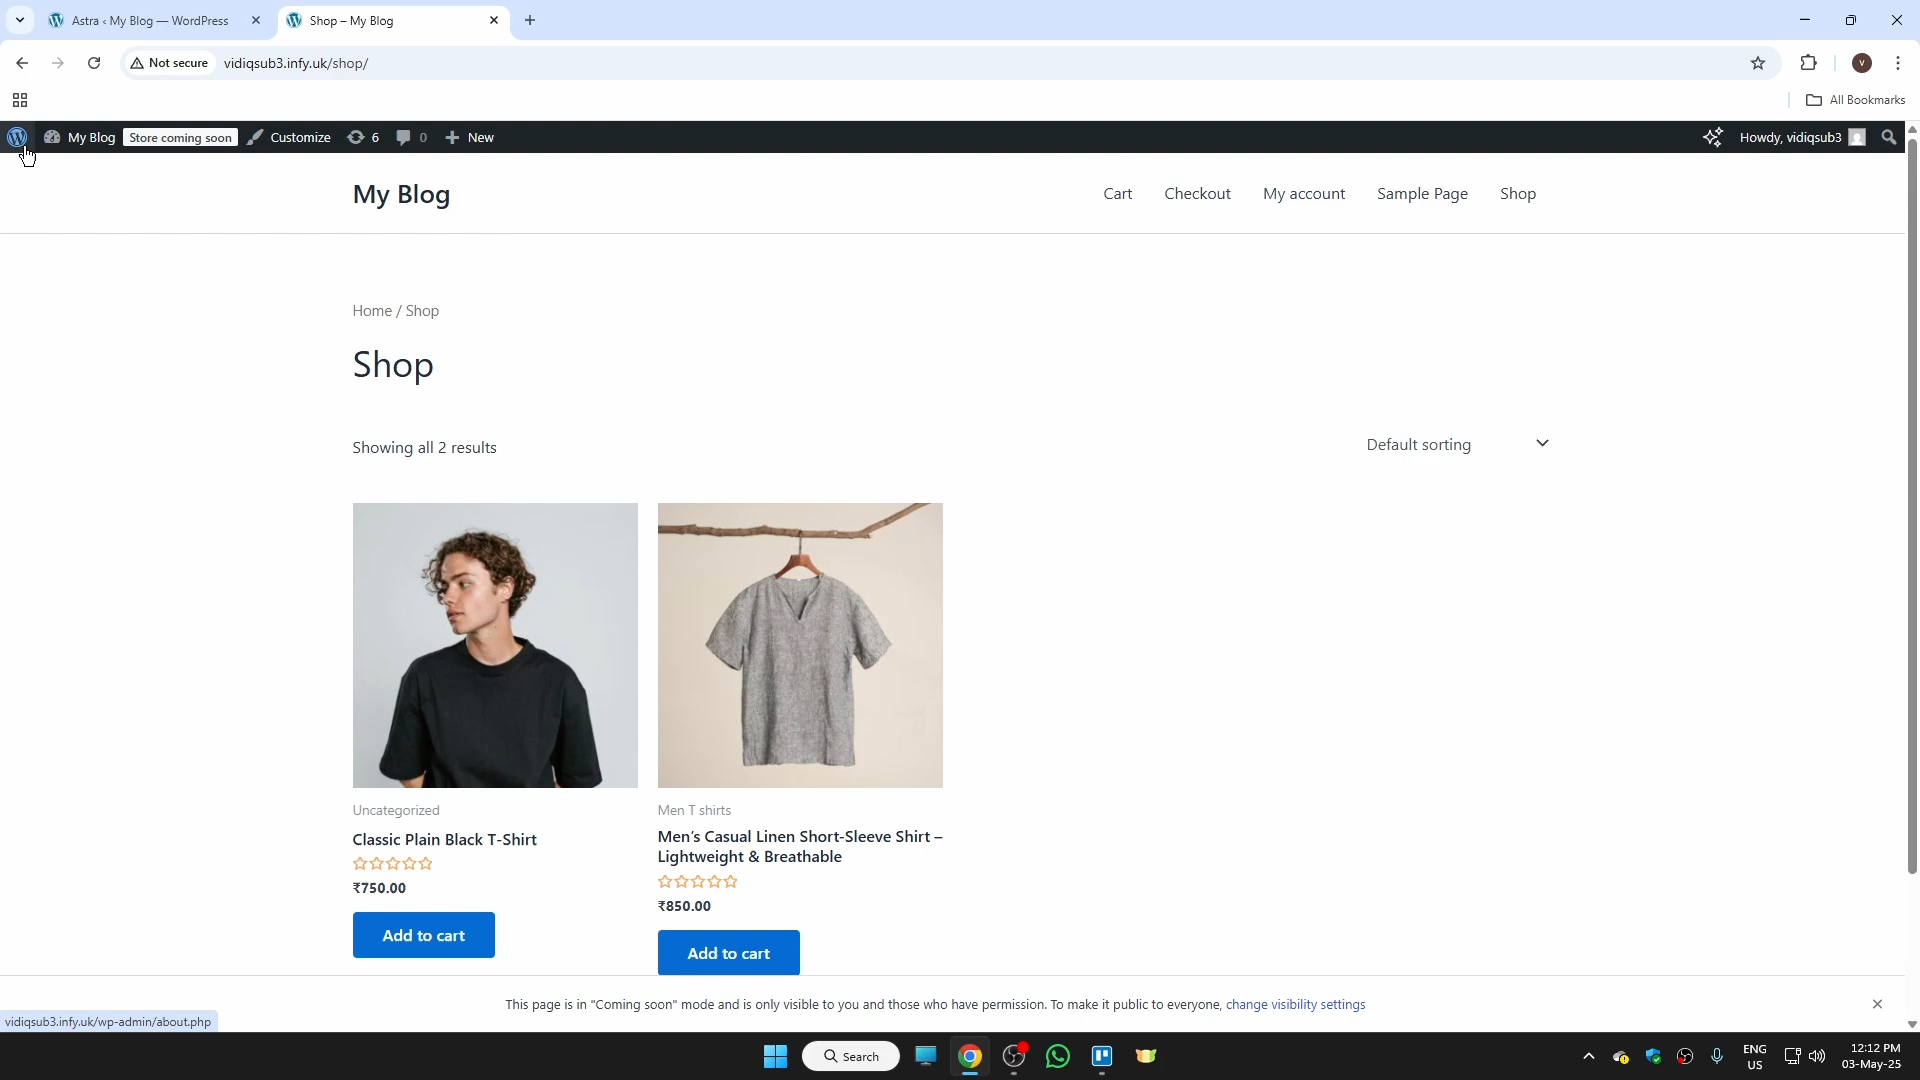 Astra ‹ My Blog — WordPress
Shop – My Blog
Not secure
vidiqsub3.infy.uk/shop/
V
All Bookmarks
My Blog
Store coming soon
Customize
6
0
New
Howdy, vidiqsub3
My Blog
Cart
Checkout
My account
Sample Page
Shop
Home / Shop
Shop
Showing all 2 results
Default sorting
Uncategorized
Classic Plain Black T-Shirt
₹750.00
Add to cart
Men T shirts
Men's Casual Linen Short-Sleeve Shirt –
Lightweight & Breathable
₹850.00
Add to cart
This page is in "Coming soon" mode and is only visible to you and those who have permission. To make it public to everyone, change visibility settings
vidiqsub3.infy.uk/wp-admin/about.php
Search
ENG
US
12:12 PM
03-May-25